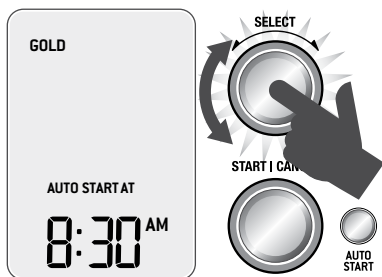 GOLD
AUTO START AT
8:30 AM
SELECT
START | CAN
AUTO
START